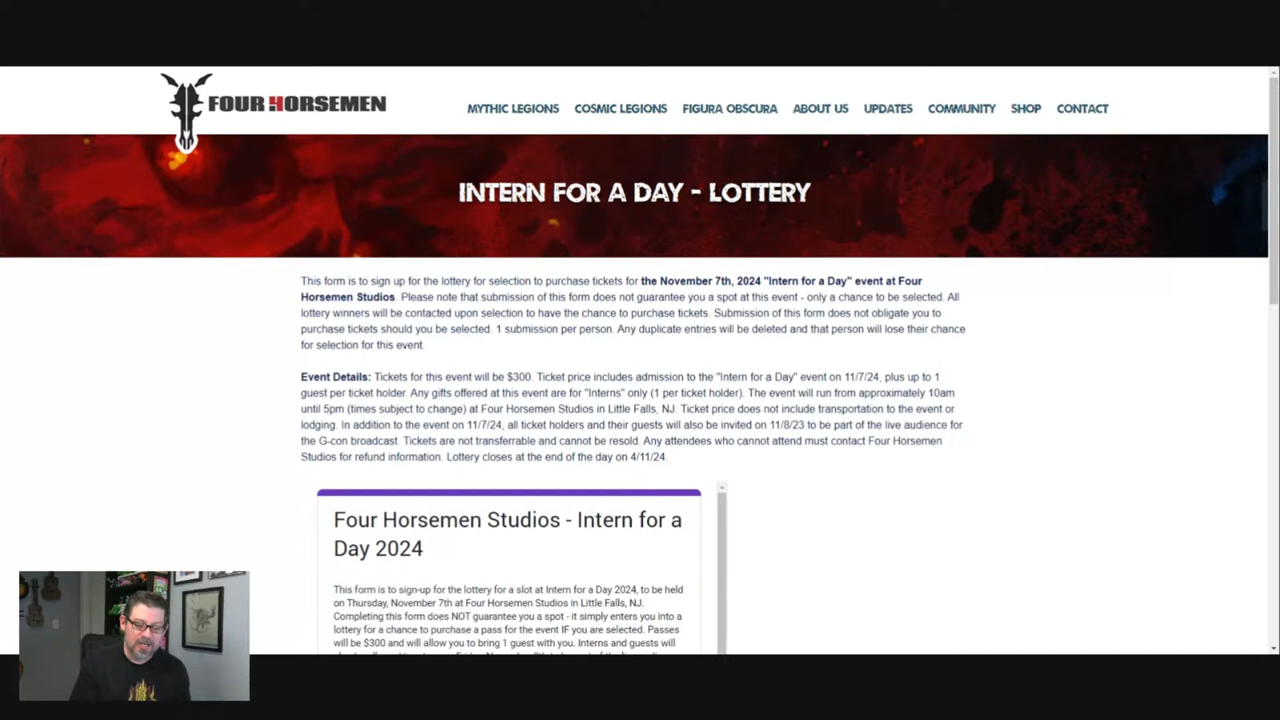 FOUR HORSEMEN
MYTHIC LEGIONS COSMIC LEGIONS FIGURA OBSCURA ABOUT US UPDATES COMMUNITY SHOP CONTACT
INTERN FOR A DAY - LOTTERY
This form is to sign up for the lottery for selection to purchase tickets for the November 7th, 2024 "Intern for a Day" event at Four
Horsemen Studios. Please note that submission of this form does not guarantee you a spot at this event - only a chance to be selected. All
lottery winners will be contacted upon selection to have the chance to purchase tickets. Submission of this form does not obligate you to
purchase tickets should you be selected. 1 submission per person. Any duplicate entries will be deleted and that person will lose their chance
for selection for this event.
Event Details: Tickets for this event will be $300. Ticket price includes admission to the "Intern for a Day" event on 11/7/24, plus up to 1
guest per ticket holder. Any gifts offered at this event are for "Interns" only (1 per ticket holder). The event will run from approximately 10am
until 5pm (times subject to change) at Four Horsemen Studios in Little Falls, NJ. Ticket price does not include transportation to the event or
lodging. In addition to the event on 11/7/24, all ticket holders and their guests will also be invited on 11/8/23 to be part of the live audience for
the G-con broadcast. Tickets are not transferrable and cannot be resold. Any attendees who cannot attend must contact Four Horsemen
Studios for refund information. Lottery closes at the end of the day on 4/11/24.
Four Horsemen Studios - Intern for a
Day 2024
This form is to sign-up for the lottery for a slot at Intern for a Day 2024, to be held
on Thursday, November 7th at Four Horsemen Studios in Little Falls, NJ.
Completing this form does NOT guarantee you a spot - it simply enters you into a
lottery for a chance to purchase a pass for the event IF you are selected. Passes
will be $300 and will allow you to bring 1 guest with you. Interns and guests will